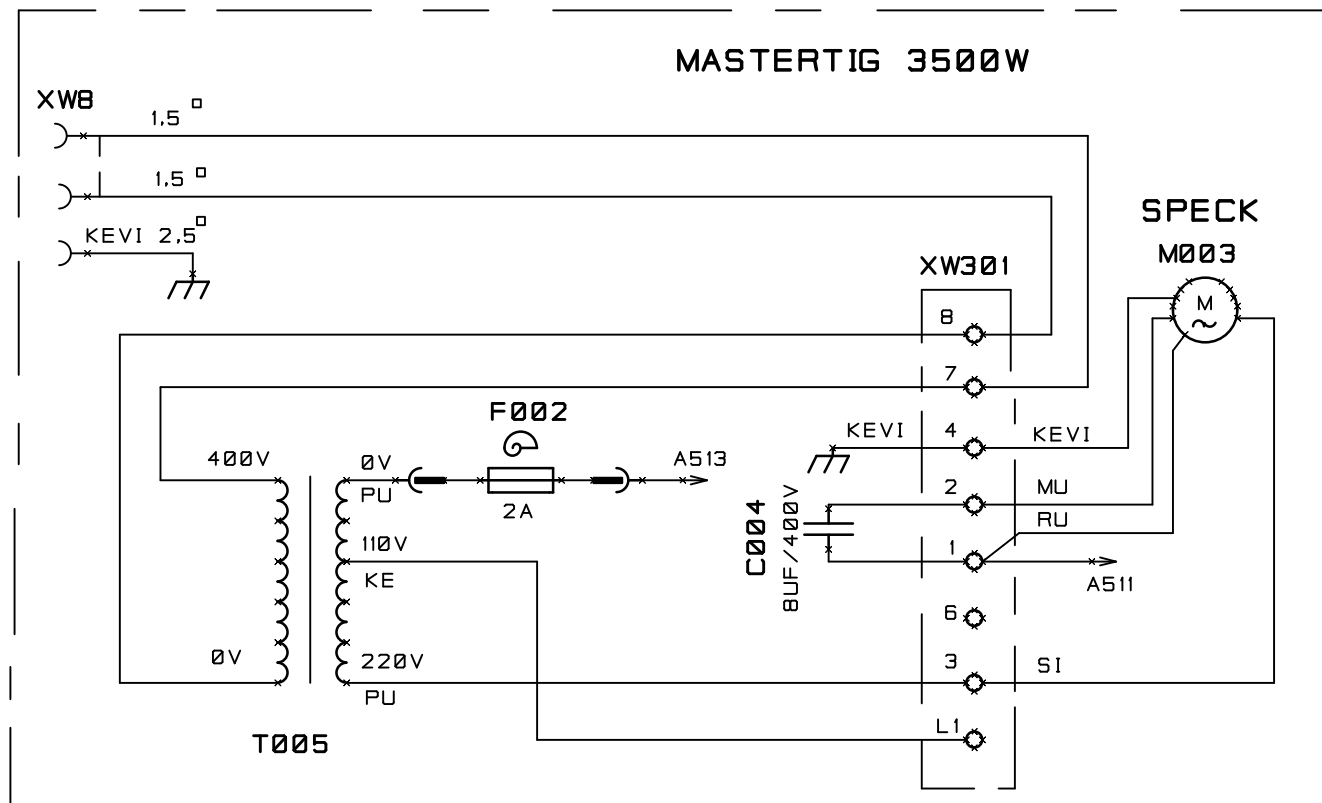 MASTERTIG 3500W
XW8
1,5
1,5
KEVI 2,5
SPECK
M003
M
XW301
8
7
F002
KEVI 4 KEVI
400V
0V
PU
A513
2A
2 MU
RU
C004
8UF/400V
110V
KE
1
A511
6
0V
220V
PU
3 SI
L1
T005